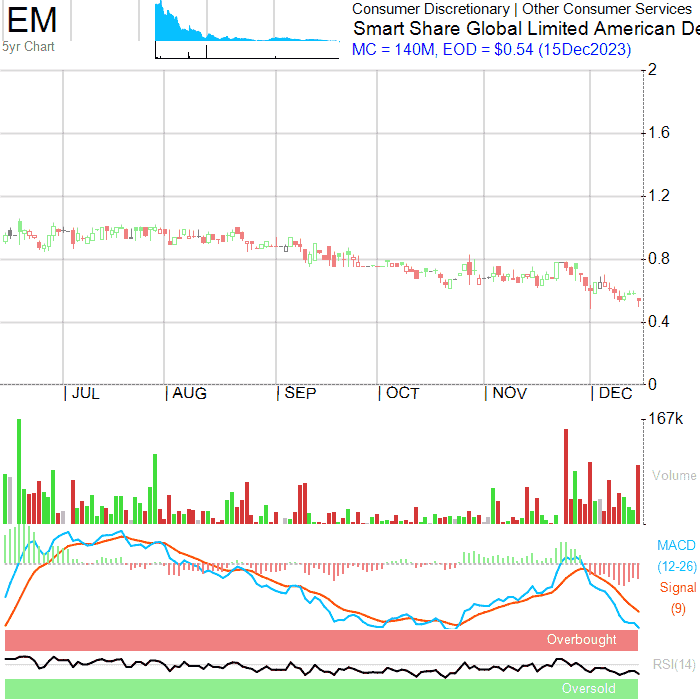 EM
5yr Chart
Consumer Discretionary | Other Consumer Services
Smart Share Global Limited American De
MC = 140M, EOD = $0.54 (15Dec2023)
2
1.6
1.2
0.8
0.4
0
JUL AUG SEP OCT NOV DEC
167k
Volume
MACD
(12-26)
Signal
(9)
Overbought
RSI(14)
Oversold